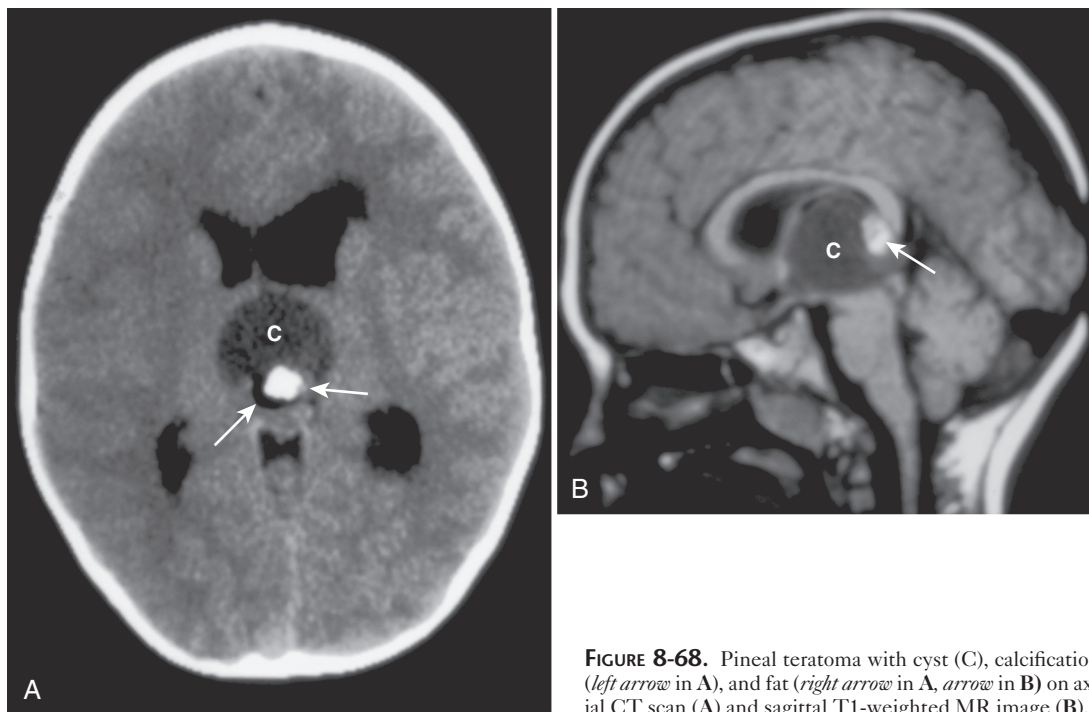 C
A
C
B
FIGURE 8-68. Pineal teratoma with cyst (C), calcification
(left arrow in A), and fat (right arrow in A, arrow in B) on ax-
ial CT scan (A) and sagittal T1-weighted MR image (B).